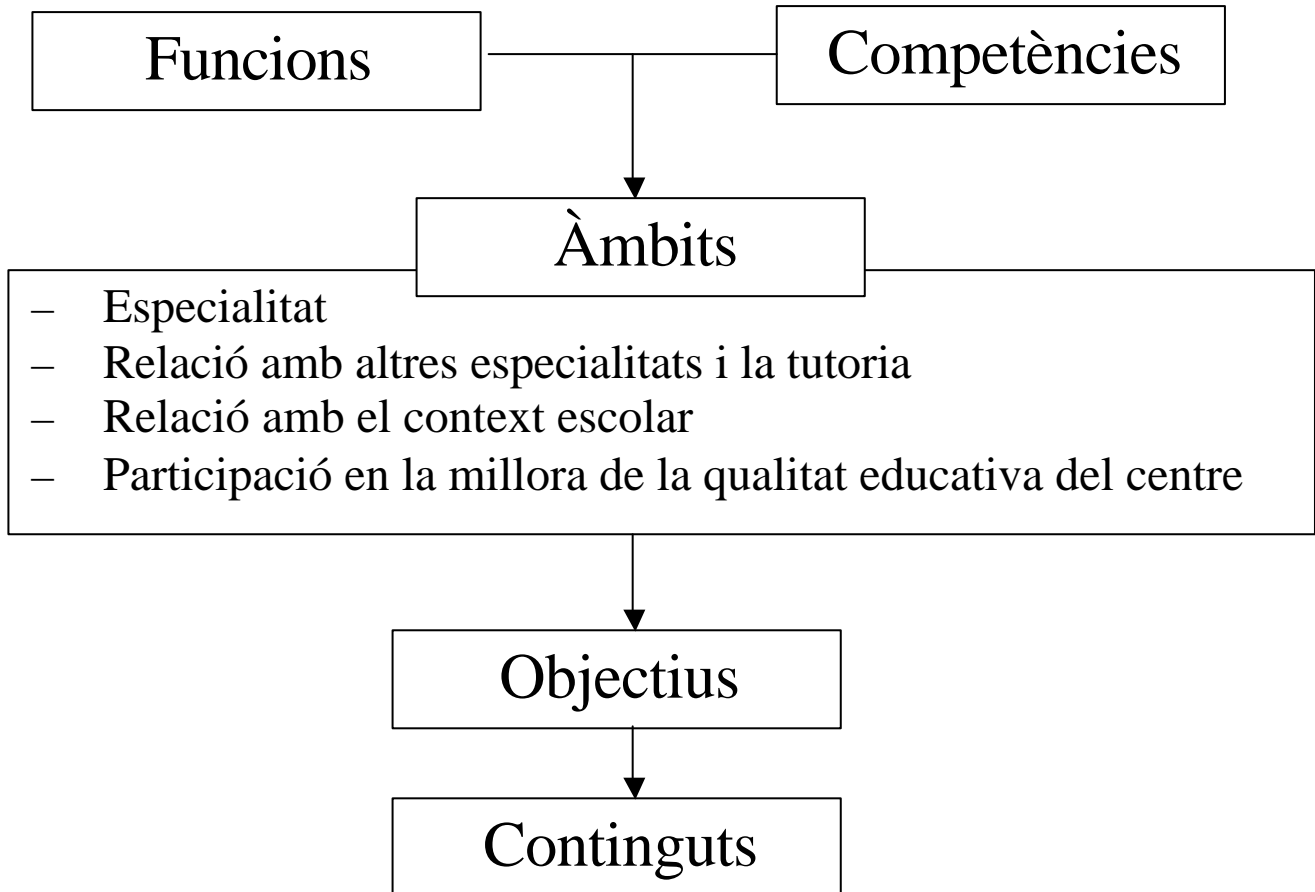 Funcions
Competències
Àmbits
– Especialitat
– Relació amb altres especialitats i la tutoria
– Relació amb el context escolar
– Participació en la millora de la qualitat educativa del centre
Objectius
Continguts